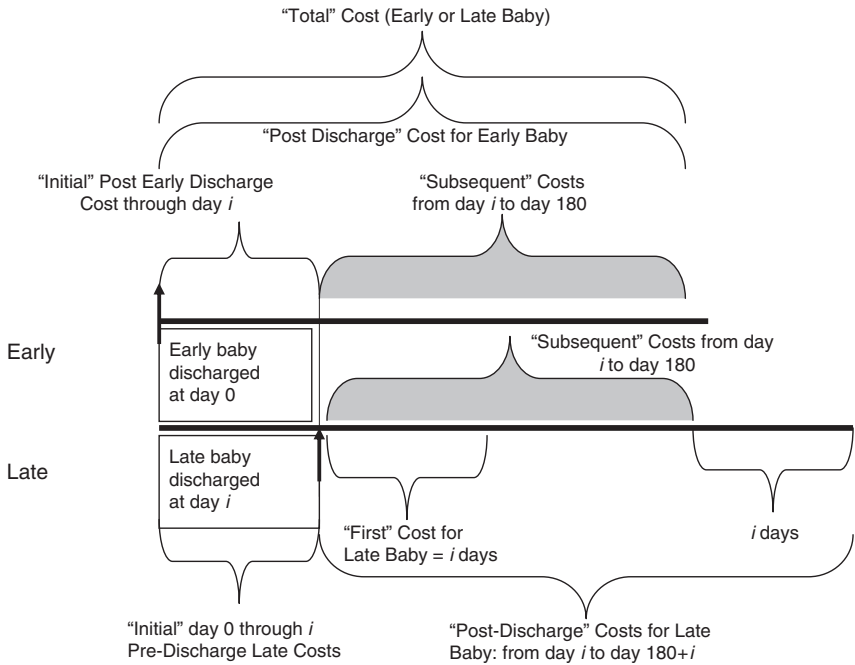 “Total” Cost (Early or Late Baby)
“Post Discharge” Cost for Early Baby
“Initial” Post Early Discharge
Cost through day i
“Subsequent” Costs
from day i to day 180
Early
Early baby
discharged
at day 0
“Subsequent” Costs from day
i to day 180
Late
Late baby
discharged
at day i
“First” Cost for
Late Baby = i days
i days
“Initial” day 0 through i
Pre-Discharge Late Costs
“Post-Discharge” Costs for Late
Baby: from day i to day 180+i